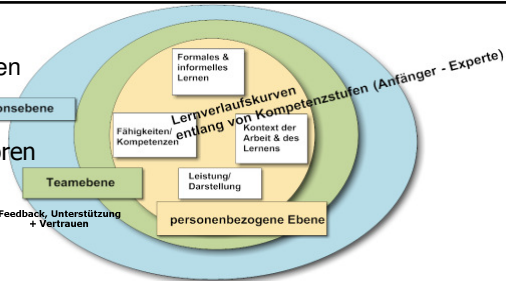 en
Formales &
informelles
Lernen
Lernverlaufskurven
entlang von Kompetenzstufen (Anfänger - Experte)
onsebene
Fähigkeiten/
Kompetenzen
Kontext der
Arbeit & des
Lernens
ren
Teamebene
Leistung/
Darstellung
Feedback, Unterstützung
+ Vertrauen
personenbezogene Ebene